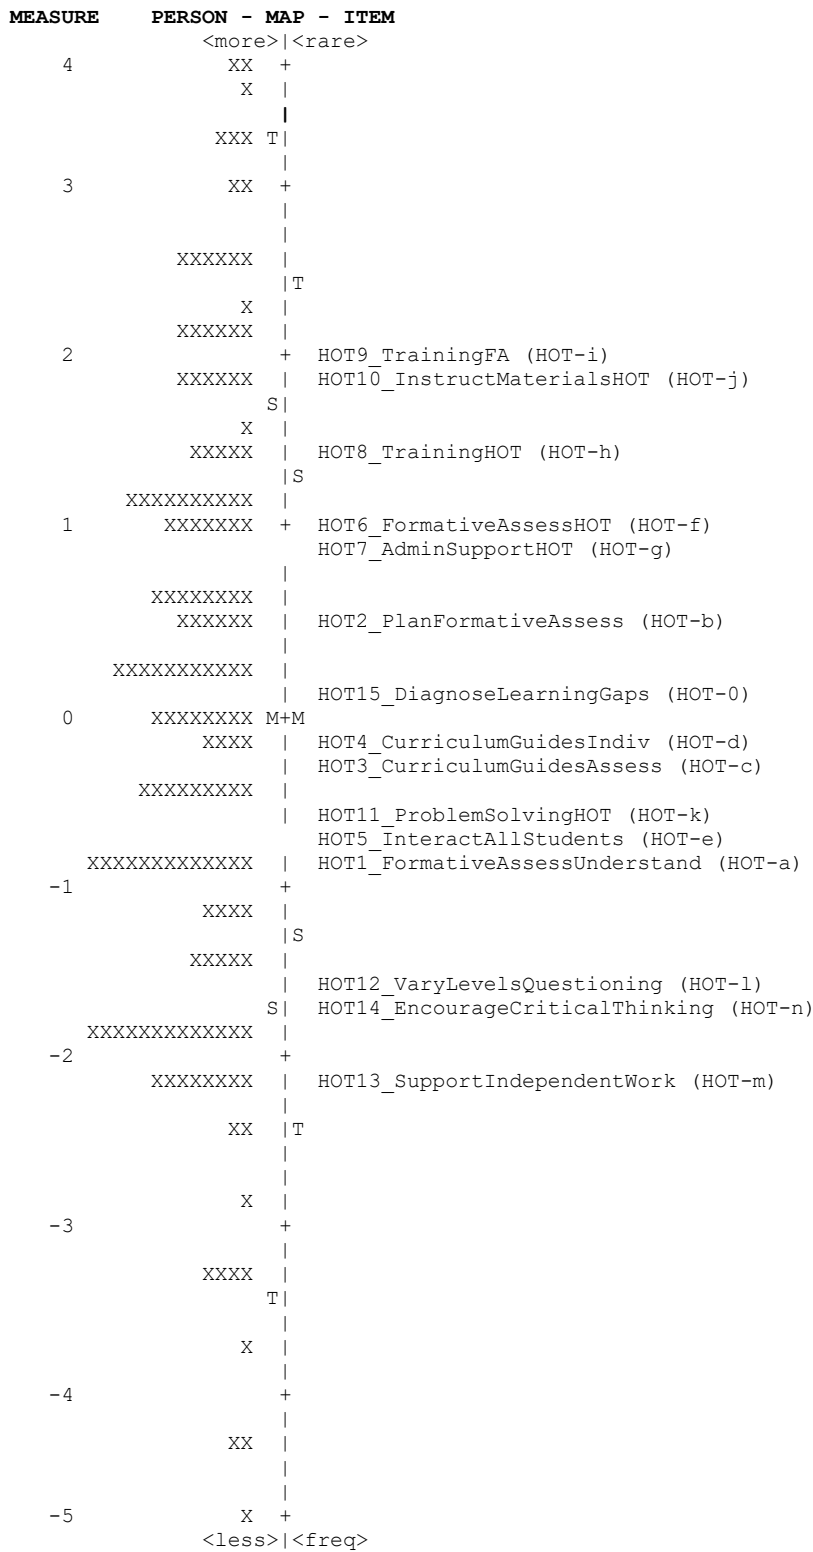 MEASURE    PERSON - MAP - ITEM
               <more>|<rare>
    4            XX  +
                  X  |
                     |
                XXX T|
                     |
    3            XX  +
                     |
                     |
             XXXXXX  |
                     |T
                  X  |
             XXXXXX  |
    2                +  HOT9_TrainingFA (HOT-i)
             XXXXXX  |  HOT10_InstructMaterialsHOT (HOT-j)
                    S|
                  X  |
              XXXXX  |  HOT8_TrainingHOT (HOT-h)
                     |S
         XXXXXXXXXX  |
    1       XXXXXXX  +  HOT6_FormativeAssessHOT (HOT-f)
                        HOT7_AdminSupportHOT (HOT-g)
                     |
           XXXXXXXX  |
             XXXXXX  |  HOT2_PlanFormativeAssess (HOT-b)
                     |
        XXXXXXXXXXX  |
                     |  HOT15_DiagnoseLearningGaps (HOT-0)
    0      XXXXXXXX M+M
               XXXX  |  HOT4_CurriculumGuidesIndiv (HOT-d)
                     |  HOT3_CurriculumGuidesAssess (HOT-c)
          XXXXXXXXX  |
                     |  HOT11_ProblemSolvingHOT (HOT-k)
                        HOT5_InteractAllStudents (HOT-e)
      XXXXXXXXXXXXX  |  HOT1_FormativeAssessUnderstand (HOT-a)
   -1                +
               XXXX  |
                     |S
              XXXXX  |
                     |  HOT12_VaryLevelsQuestioning (HOT-l)
                    S|  HOT14_EncourageCriticalThinking (HOT-n)
      XXXXXXXXXXXXX  |
   -2                +
           XXXXXXXX  |  HOT13_SupportIndependentWork (HOT-m)
                     |
                 XX  |T
                     |
                     |
                  X  |
   -3                +
                     |
               XXXX  |
                    T|
                     |
                  X  |
                     |
   -4                +
                     |
                 XX  |
                     |
                     |
   -5             X  +
               <less>|<freq>